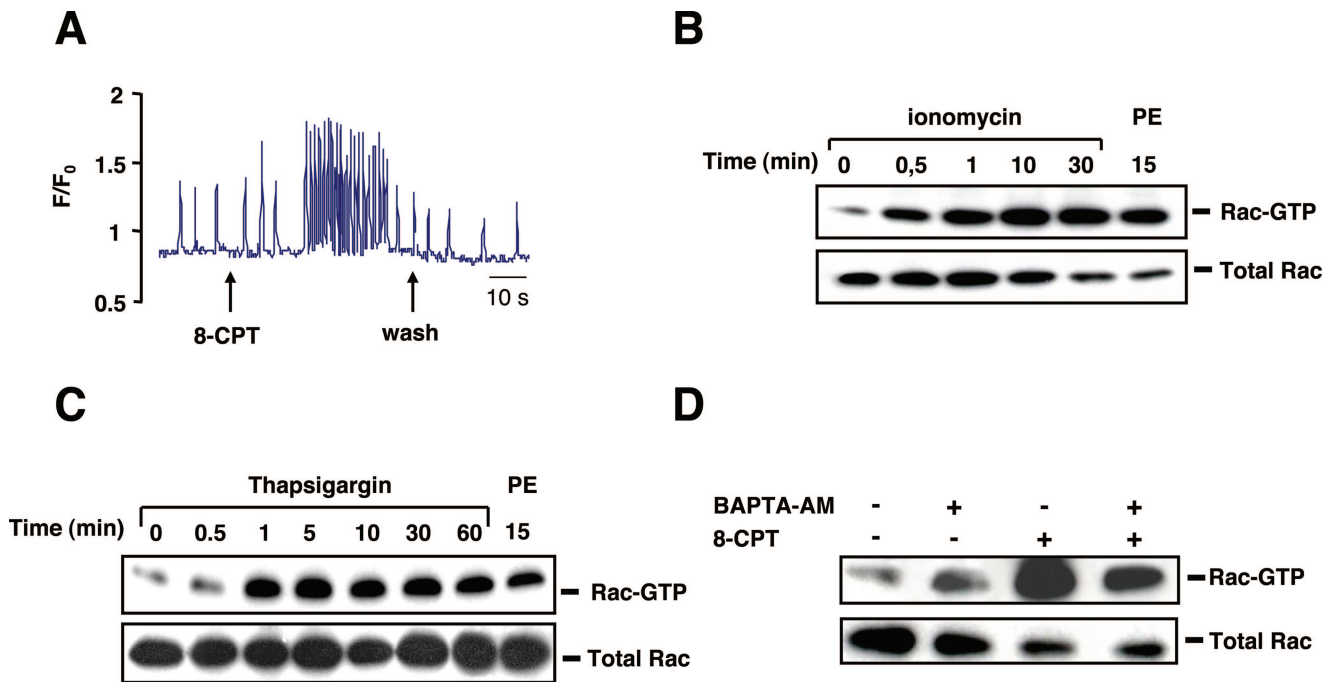 A
2
1.5
1
0.5
F/F0
8-CPT
wash
10 s
B
ionomycin PE
Time (min) 0 0,5 1 10 30 15
Rac-GTP
Total Rac
C
Thapsigargin PE
Time (min) 0 0.5 1 5 10 30 60 15
Rac-GTP
Total Rac
D
BAPTA-AM - + - +
8-CPT - - + +
Rac-GTP
Total Rac